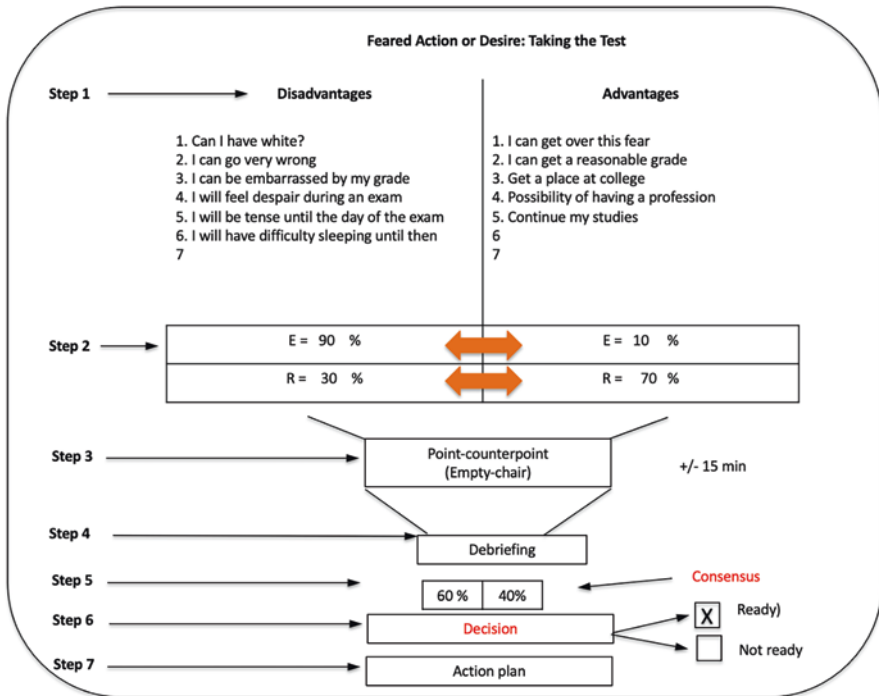 Feared Action or Desire: Taking the Test
Step 1
Disadvantages
Advantages
1. Can I have white?
2. I can go very wrong
3. I can be embarrassed by my grade
4. I will feel despair during an exam
5. I will be tense until the day of the exam
6. I will have difficulty sleeping until then
7
1. I can get over this fear
2. I can get a reasonable grade
3. Get a place at college
4. Possibility of having a profession
5. Continue my studies
6
7
Step 2
E = 90 %
E = 10 %
R = 30 %
R = 70 %
Step 3
Point-counterpoint
(Empty-chair)
+/- 15 min
Step 4
Debriefing
Step 5
60 %
40%
Consensus
Step 6
Decision
X
Ready)
Not ready
Step 7
Action plan